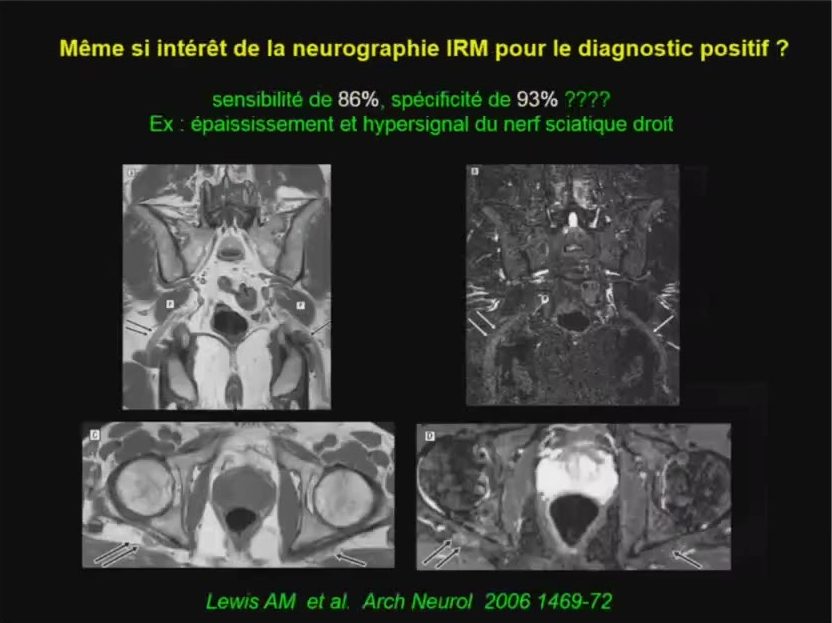 Même si intérêt de la neurographie IRM pour le diagnostic positif ?
sensibilité de 86%, spécificité de 93% ????
Ex : épaississement et hypersignal du nerf sciatique droit
P P
D
Lewis AM et al. Arch Neurol 2006 1469-72